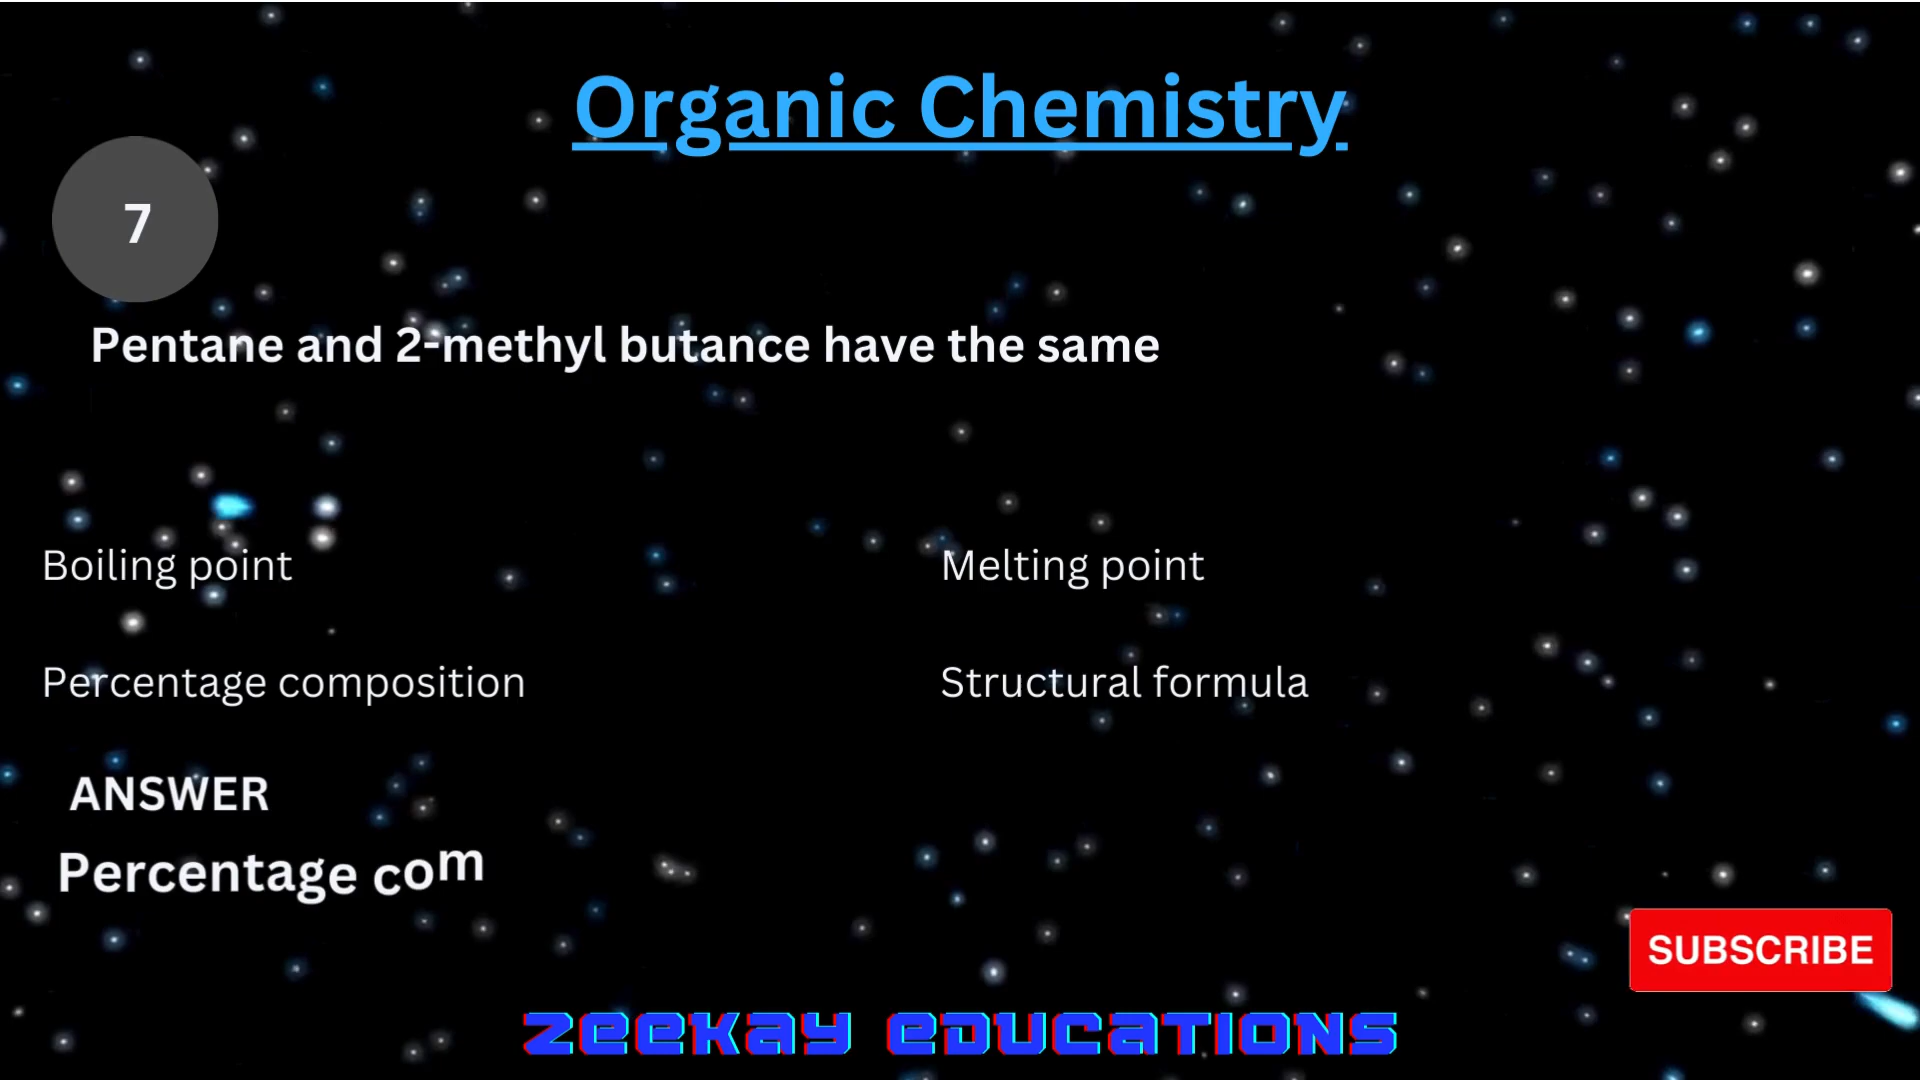 Organic Chemistry
7
Pentane and 2-methyl butance have the same
Boiling point
Melting point
Percentage composition
Structural formula
ANSWER
Percentage com
SUBSCRIBE
ZEEKAY EDUCATIONS